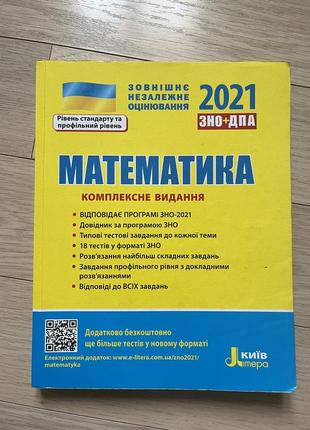 ЗОВНІШНЄ
НЕЗАЛЕЖНЕ
ОЦІНЮВАННЯ
2021
ЗНО+ДПА
Рівень стандарту та
профільний рівень
МАТЕМАТИКА
КОМПЛЕКСНЕ ВИДАННЯ
• ВІДПОВІДАЄ ПРОГРАМІ ЗНО-2021
• Довідник за програмою ЗНО
• Типові тестові завдання до кожної теми
• 18 тестів у форматі ЗНО
• Розв'язання найбільш складних завдань
• Завдання профільного рівня з докладними
розв'язаннями
• Відповіді до ВСІХ завдань
Додатково безкоштовно
ще більше тестів у новому форматі
Електронний додаток: www.e-litera.com.ua/zno2021/
matematyka
КИЇВ
Літера